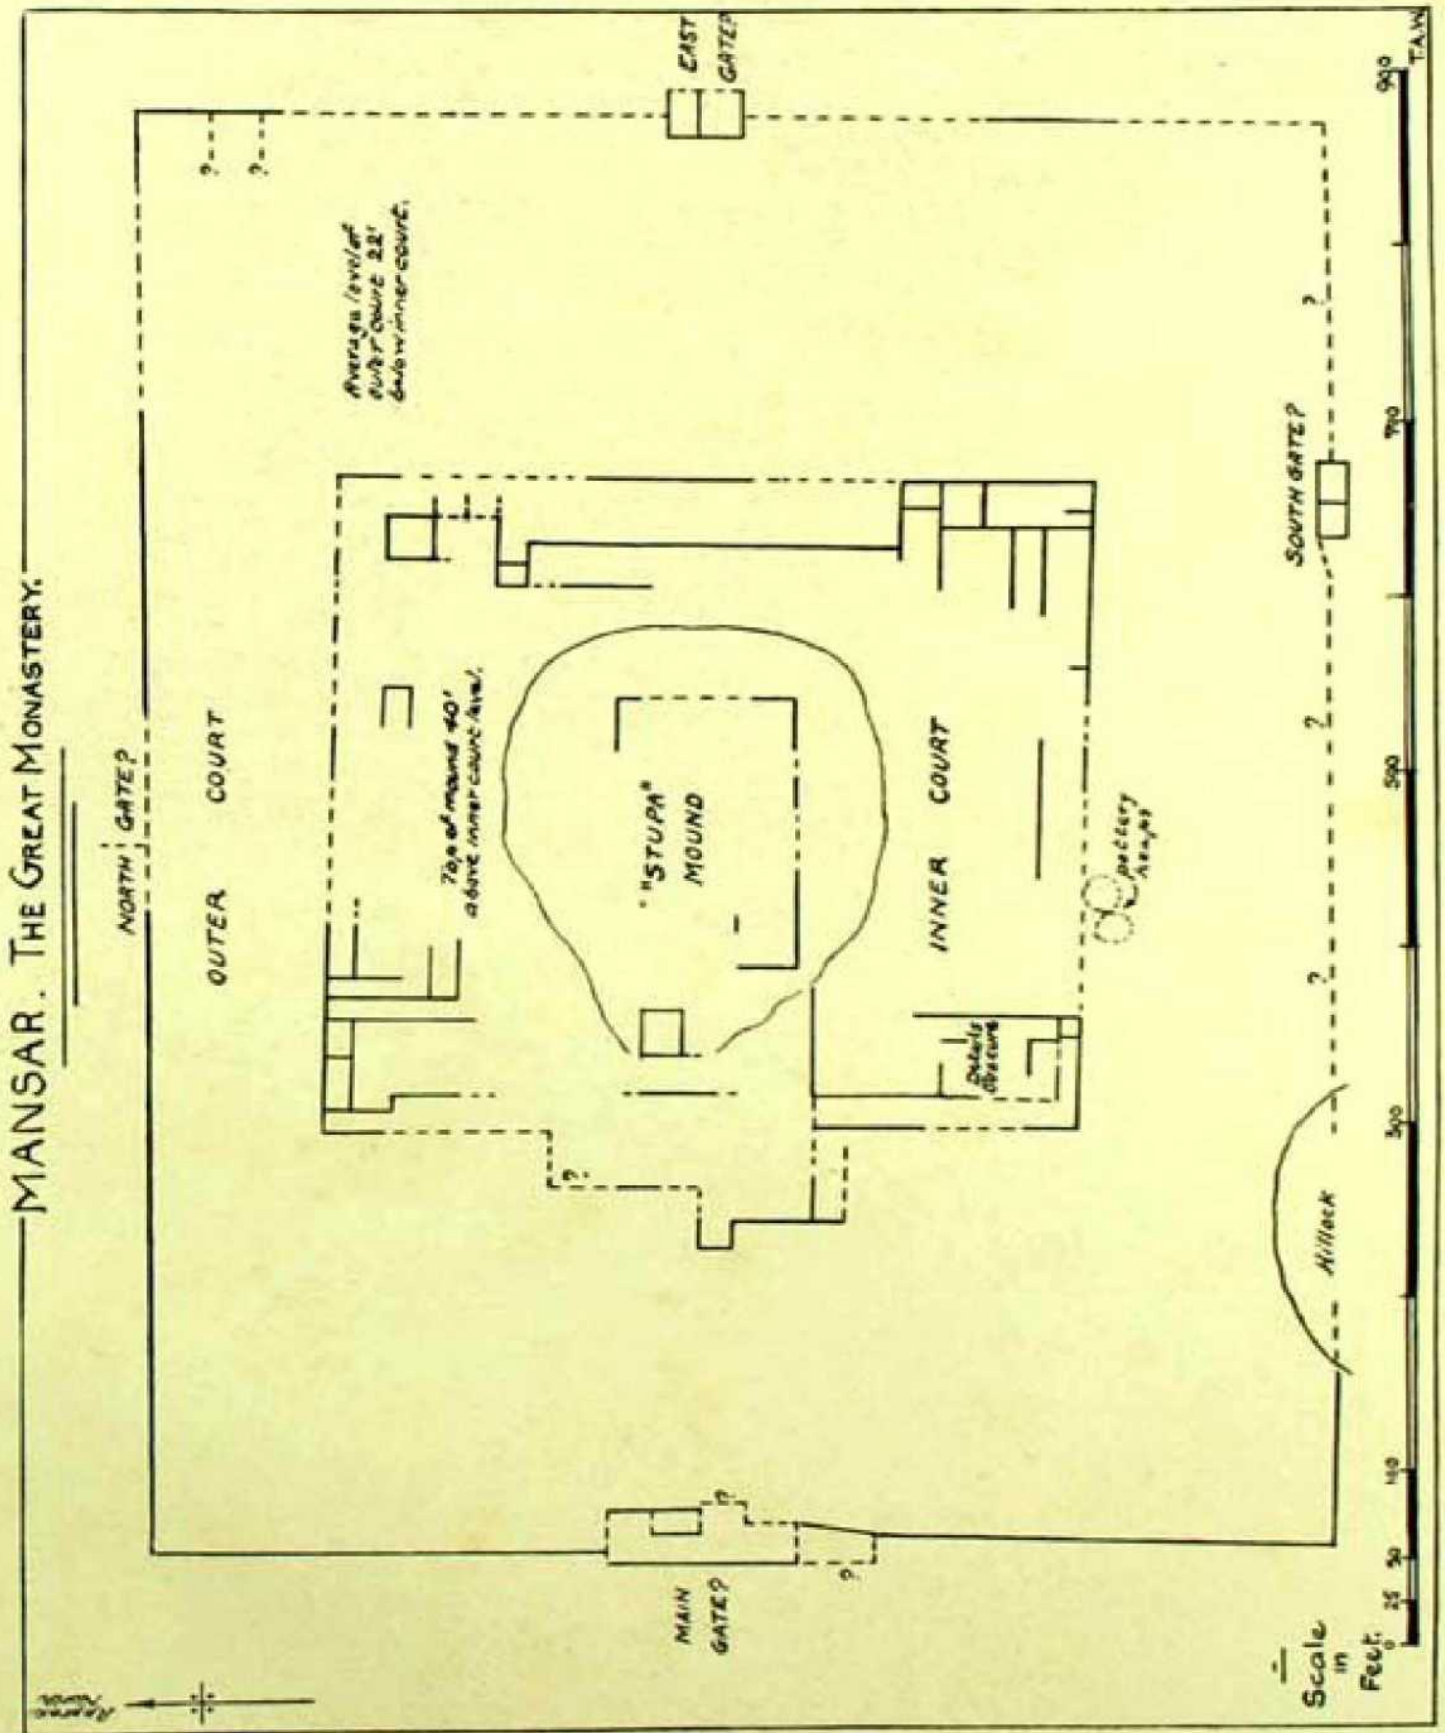 MANSAR. THE GREAT MONASTERY.
NORTH GATE?
OUTER COURT
?
?
EAST
GATE?
Average level of
outer court 22'
below inner court.
Top of mound 40'
above inner court level.
"STUPA"
MOUND
INNER COURT
Details
Obscure
pottery
heaps
?
MAIN
GATE?
?
?
SOUTH GATE?
?
?
?
Hillock
Scale
in
Feet.
0 25 50 100 300 500 700 900
T.A.W.